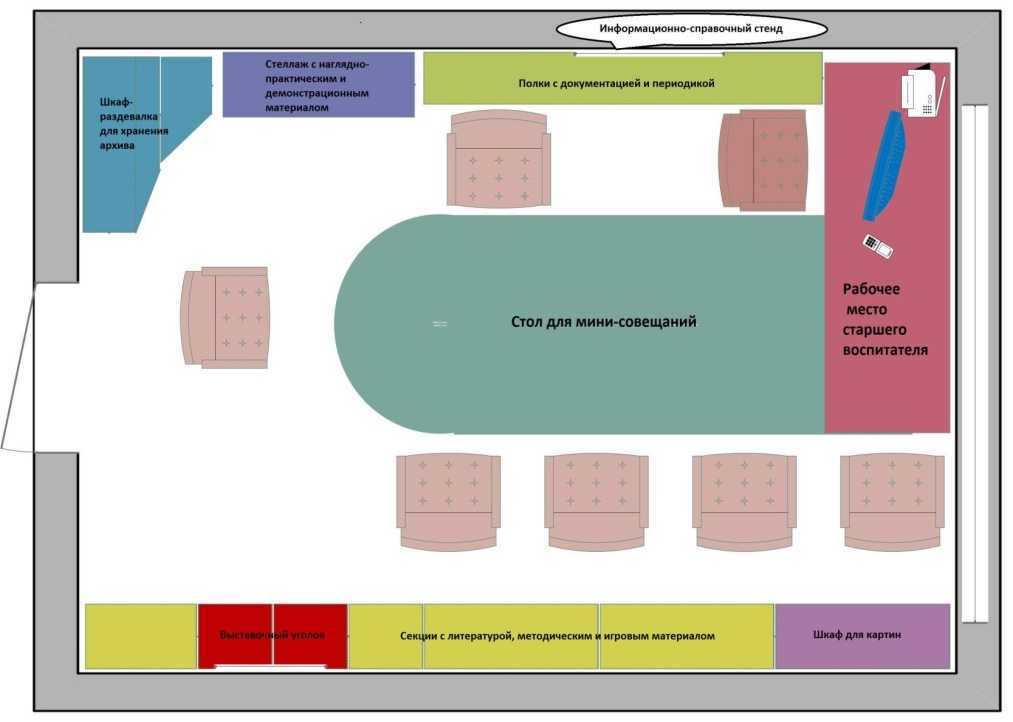 Информационно-справочный стенд
Шкаф-
раздевалка
для хранения
архива
Стеллаж с наглядно-
практическим и
демонстрационным
материалом
Полки с документацией и периодикой
Стол для мини-совещаний
Рабочее
место
старшего
воспитателя
Выставочный уголок
Секции с литературой, методическим и игровым материалом
Шкаф для картин